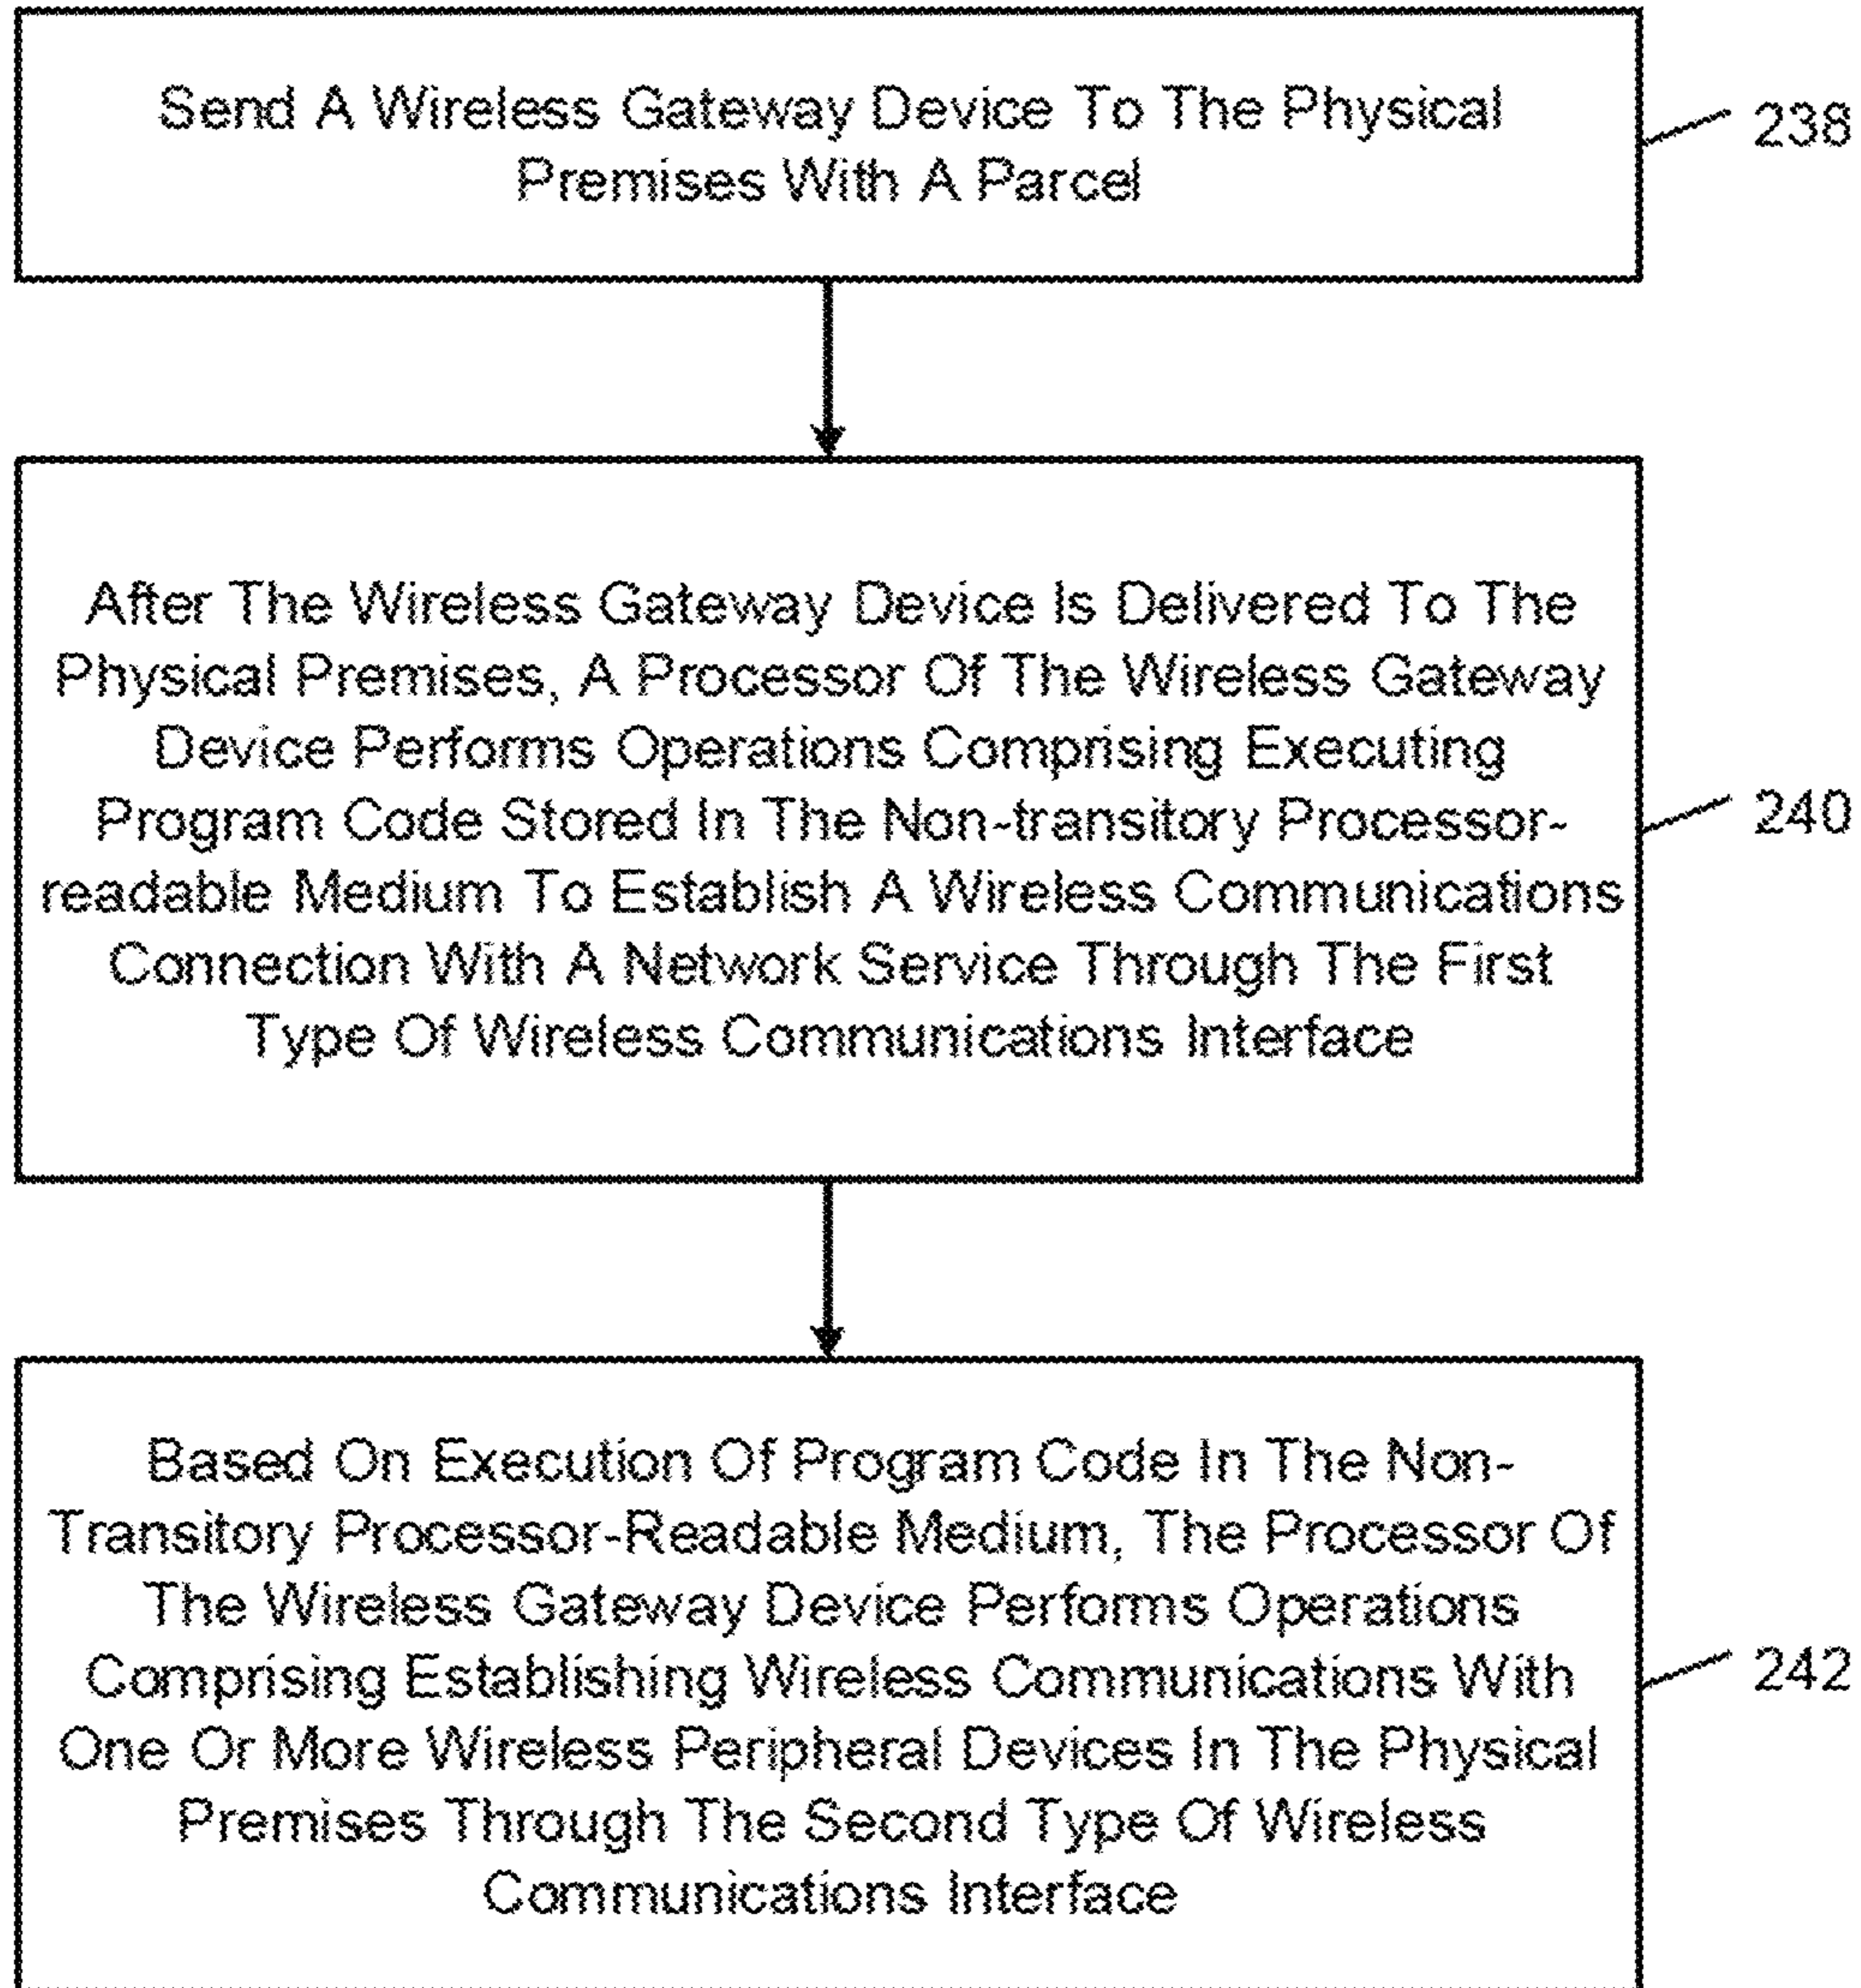 Send A Wireless Gateway Device To The Physical
Premises With A Parcel
238
After The Wireless Gateway Device Is Delivered To The
Physical Premises, A Processor Of The Wireless Gateway
Device Performs Operations Comprising Executing
Program Code Stored In The Non-transitory Processor-
readable Medium To Establish A Wireless Communications
Connection With A Network Service Through The First
Type Of Wireless Communications Interface
240
Based On Execution Of Program Code In The Non-
Transitory Processor-Readable Medium, The Processor Of
The Wireless Gateway Device Performs Operations
Comprising Establishing Wireless Communications With
One Or More Wireless Peripheral Devices In The Physical
Premises Through The Second Type Of Wireless
Communications Interface
242